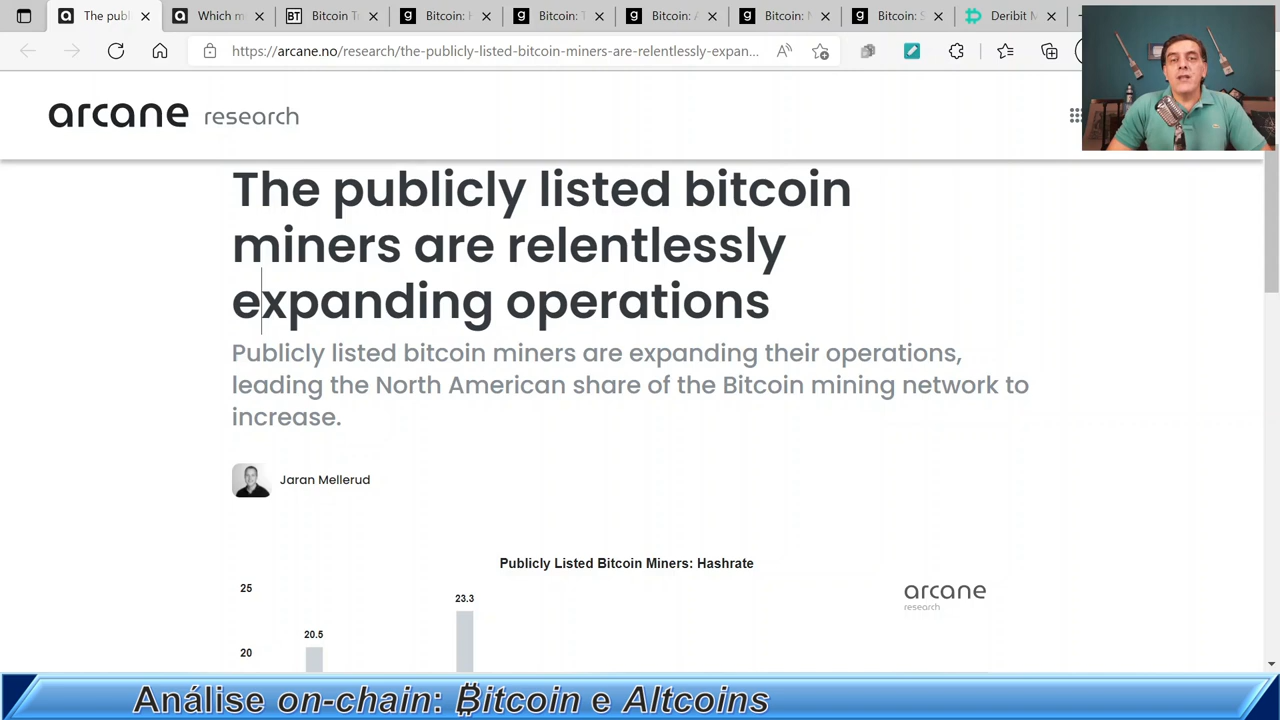 The publ
Which m
BT Bitcoin Tr
Bitcoin: H
Bitcoin: T
Bitcoin: A
Bitcoin: N
Bitcoin: S
Deribit M
https://arcane.no/research/the-publicly-listed-bitcoin-miners-are-relentlessly-expan...
arcane research
The publicly listed bitcoin
miners are relentlessly
expanding operations
Publicly listed bitcoin miners are expanding their operations,
leading the North American share of the Bitcoin mining network to
increase.
Jaran Mellerud
Publicly Listed Bitcoin Miners: Hashrate
25
arcane
research
23.3
20.5
20
Análise on-chain: ₿itcoin e Altcoins